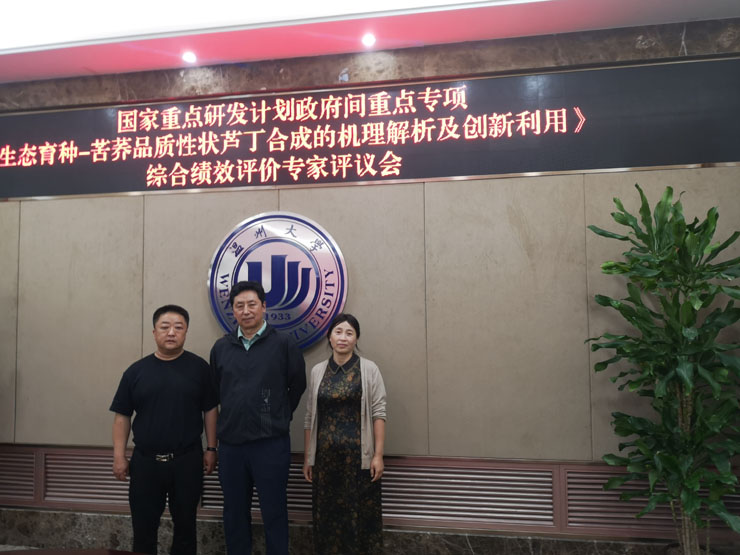 国家重点研发计划政府间重点专项
生态育种-苦荞品质性状芦丁合成的机理解析及创新利用》
综合绩效评价专家评议会
温州大学
WEN UNIVERSITY
1933